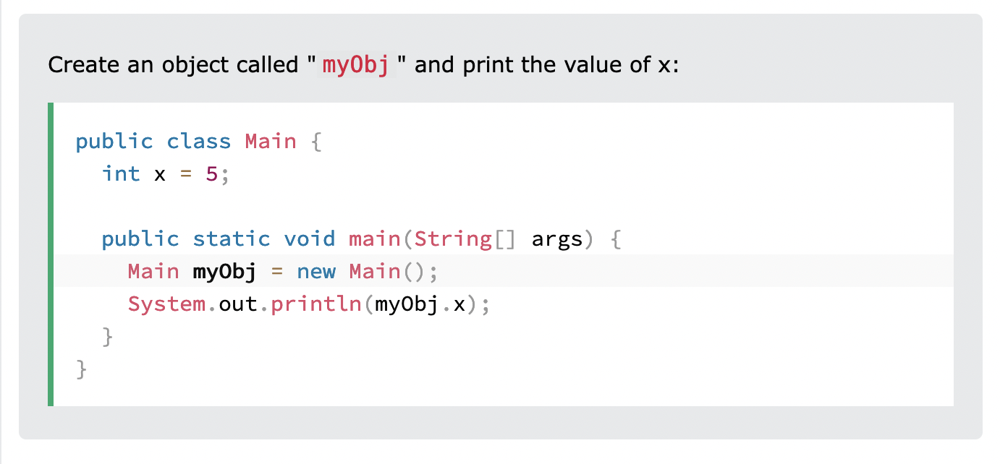 Create an object called "myObj" and print the value of x:
public class Main {
  int x = 5;

  public static void main(String[] args) {
    Main myObj = new Main();
    System.out.println(myObj.x);
  }
}